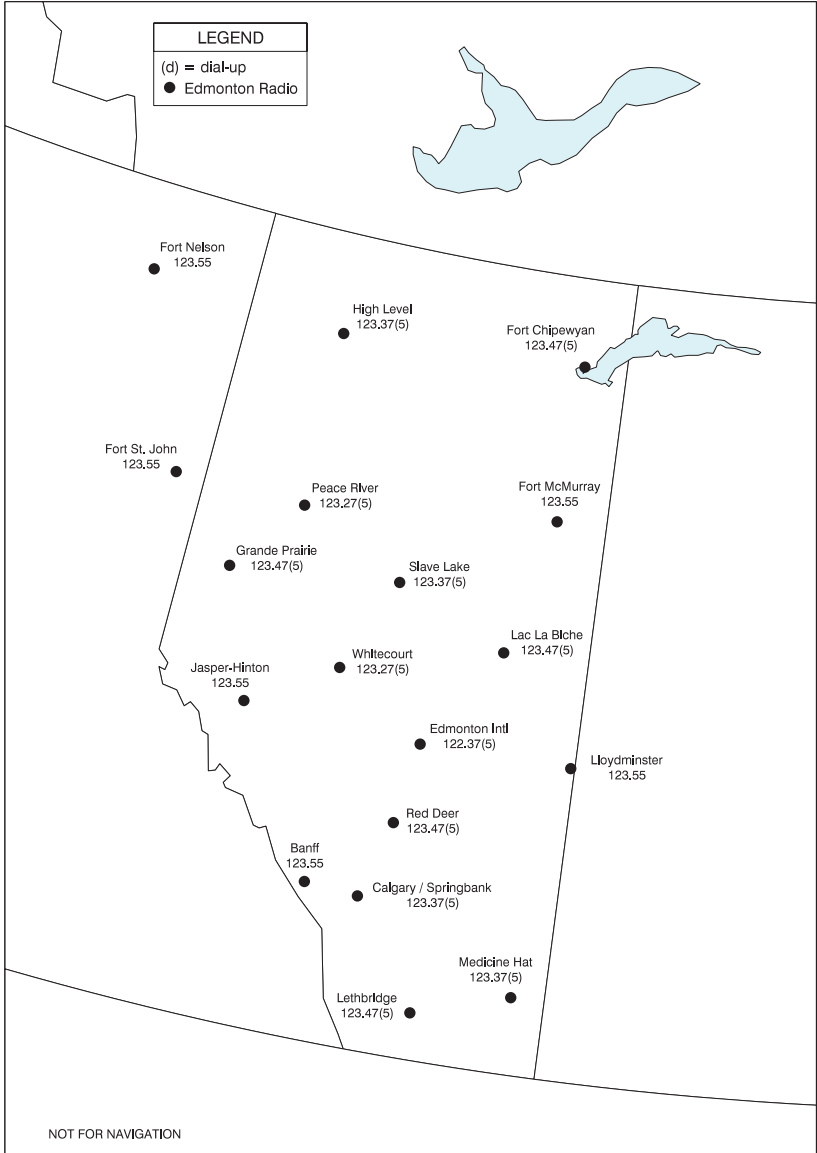 LEGEND
(d) = dial-up
Edmonton Radio
Fort Nelson
123.55
High Level
123.37(5)
Fort Chipewyan
123.47(5)
Fort St. John
123.55
Peace River
123.27(5)
Fort McMurray
123.55
Grande Prairie
123.47(5)
Slave Lake
123.37(5)
Lac La Biche
123.47(5)
Whitecourt
123.27(5)
Jasper-Hinton
123.55
Edmonton Intl
122.37(5)
Lloydminster
123.55
Red Deer
123.47(5)
Banff
123.55
Calgary / Springbank
123.37(5)
Medicine Hat
123.37(5)
Lethbridge
123.47(5)
NOT FOR NAVIGATION